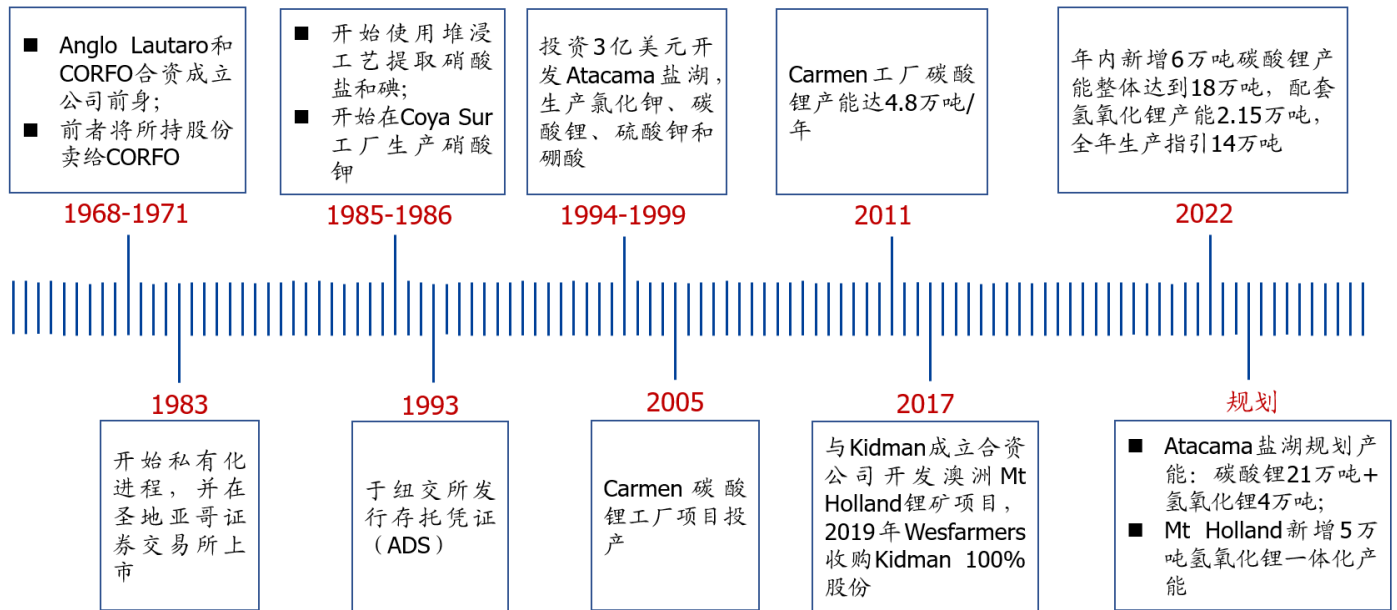 ■ Anglo Lautaro和
CORFO合资成立
公司前身;
■ 前者将所持股份
卖给CORFO
1968-1971
■ 开始使用堆浸
工艺提取硝酸
盐和碘;
■ 开始在Coya Sur
工厂生产硝酸
钾
1985-1986
投资3亿美元开
发Atacama盐湖，
生产氯化钾、碳
酸锂、硫酸钾和
硼酸
1994-1999
Carmen工厂碳酸
锂产能达4.8万吨/
年
2011
年内新增6万吨碳酸锂产
能整体达到18万吨，配套
氢氧化锂产能2.15万吨，
全年生产指引14万吨
2022
1983
开始私有化
进程，并在
圣地亚哥证
券交易所上
市
1993
于纽交所发
行存托凭证
（ADS）
2005
Carmen碳酸
锂工厂项目投
产
2017
与Kidman成立合资
公司开发澳洲Mt
Holland锂矿项目，
2019年Wesfarmers
收购Kidman 100%
股份
规划
■ Atacama盐湖规划产
能：碳酸锂21万吨+
氢氧化锂4万吨;
■ Mt Holland新增5万
吨氢氧化锂一体化产
能